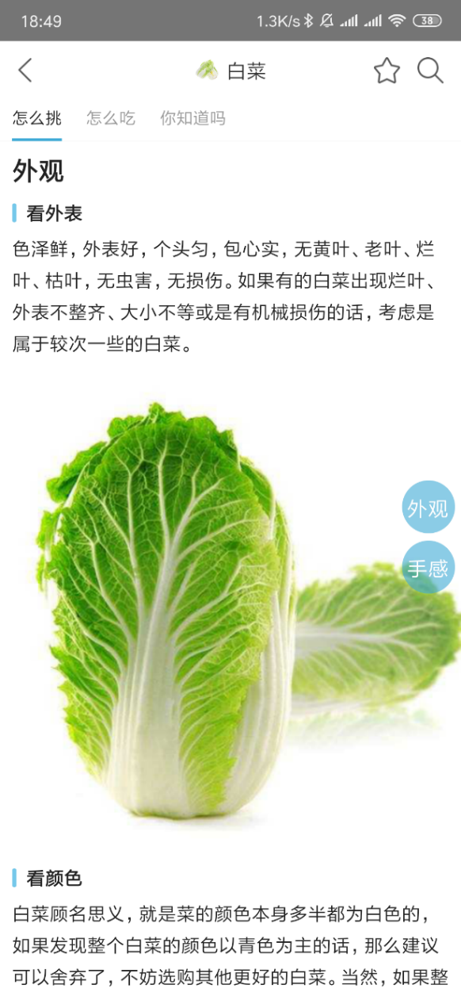 18:49
1.3K/s
38
白菜
怎么挑 怎么吃 你知道吗
外观
看外表
色泽鲜，外表好，个头匀，包心实，无黄叶、老叶、烂
叶、枯叶，无虫害，无损伤。如果有的白菜出现烂叶、
外表不整齐、大小不等或是有机械损伤的话，考虑是
属于较次一些的白菜。
外观
手感
看颜色
白菜顾名思义，就是菜的颜色本身多半都为白色的，
如果发现整个白菜的颜色以青色为主的话，那么建议
可以舍弃了，不妨选购其他更好的白菜。当然，如果整